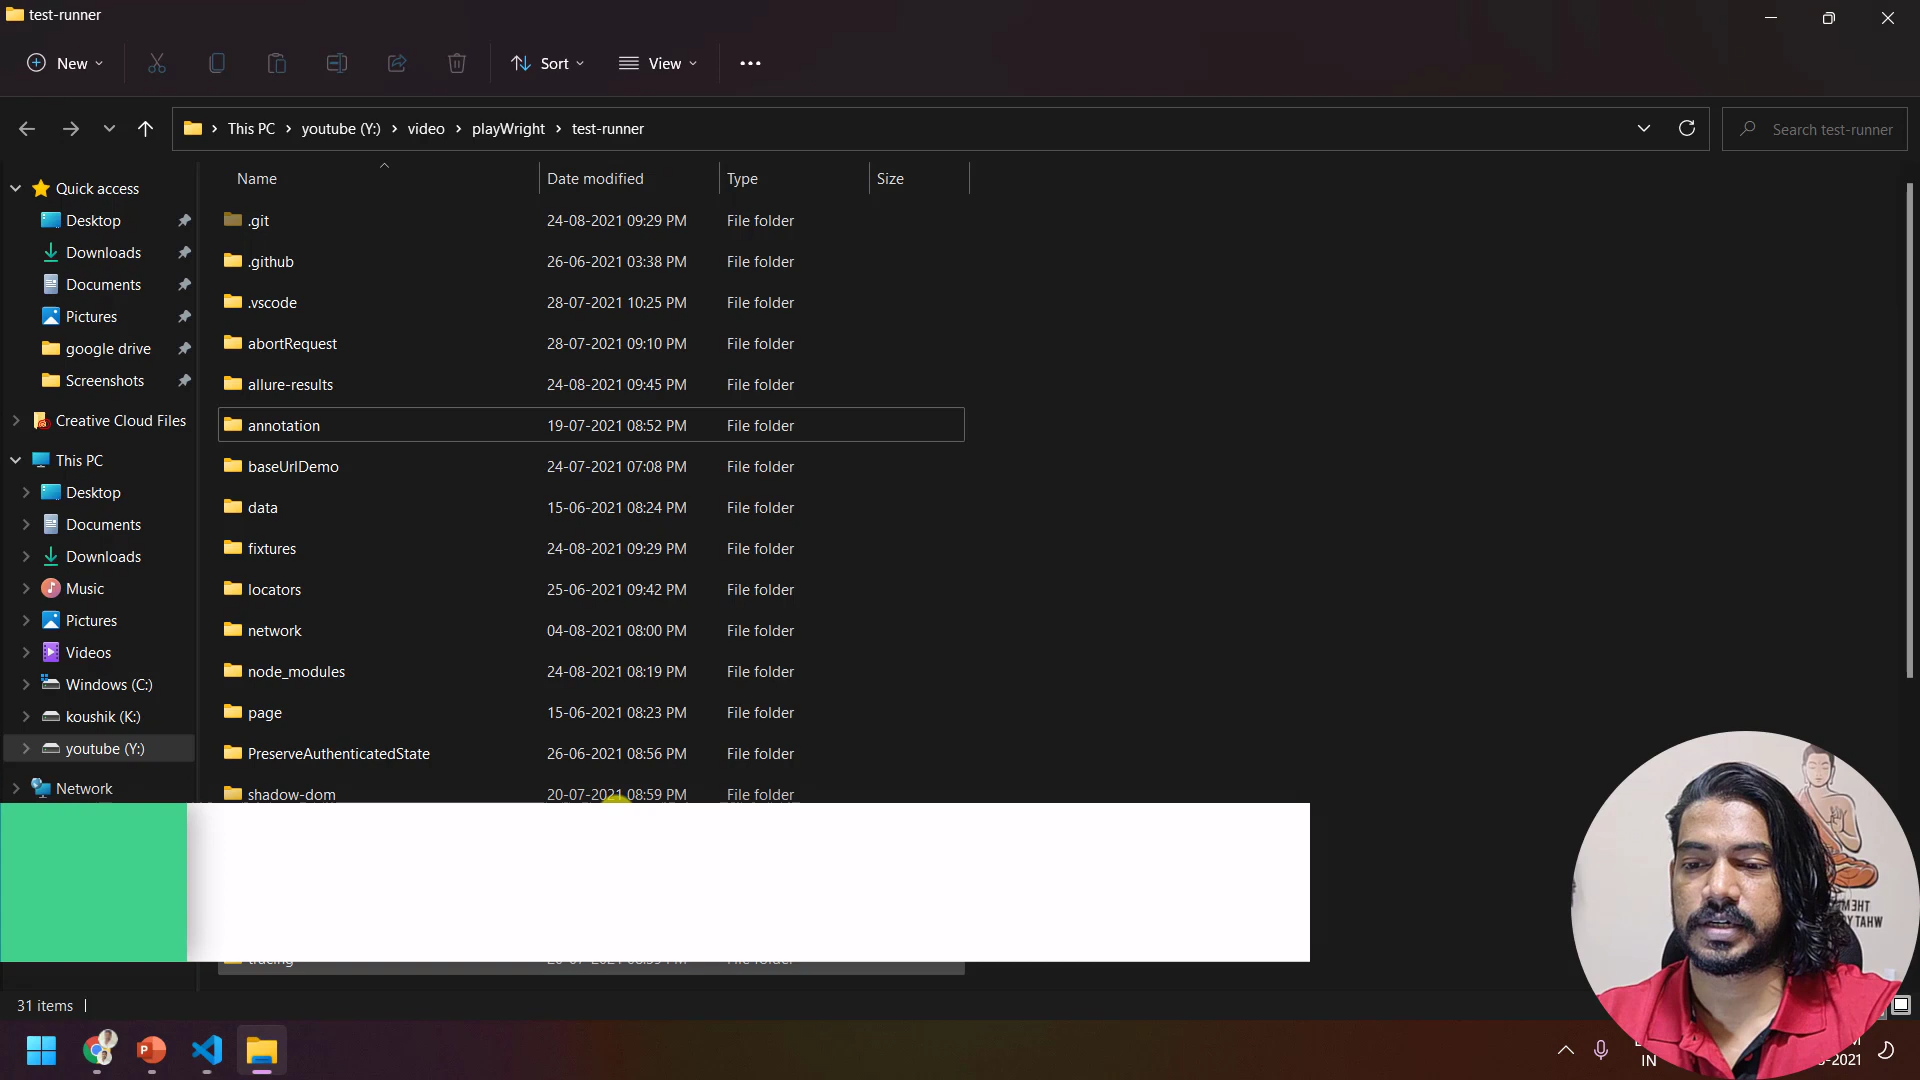 test-runner
New
Sort
View
This PC
youtube (Y:)
video
playWright
test-runner
Search test-runner
Name
Date modified
Type
Size
Quick access
Desktop
Downloads
Documents
Pictures
google drive
Screenshots
Creative Cloud Files
This PC
Desktop
Documents
Downloads
Music
Pictures
Videos
Windows (C:)
koushik (K:)
youtube (Y:)
Network
.git 24-08-2021 09:29 PM File folder
.github 26-06-2021 03:38 PM File folder
.vscode 28-07-2021 10:25 PM File folder
abortRequest 28-07-2021 09:10 PM File folder
allure-results 24-08-2021 09:45 PM File folder
annotation 19-07-2021 08:52 PM File folder
baseUrlDemo 24-07-2021 07:08 PM File folder
data 15-06-2021 08:24 PM File folder
fixtures 24-08-2021 09:29 PM File folder
locators 25-06-2021 09:42 PM File folder
network 04-08-2021 08:00 PM File folder
node_modules 24-08-2021 08:19 PM File folder
page 15-06-2021 08:23 PM File folder
PreserveAuthenticatedState 26-06-2021 08:56 PM File folder
shadow-dom 20-07-2021 08:59 PM File folder
tracing File folder
31 items
IN
-2021